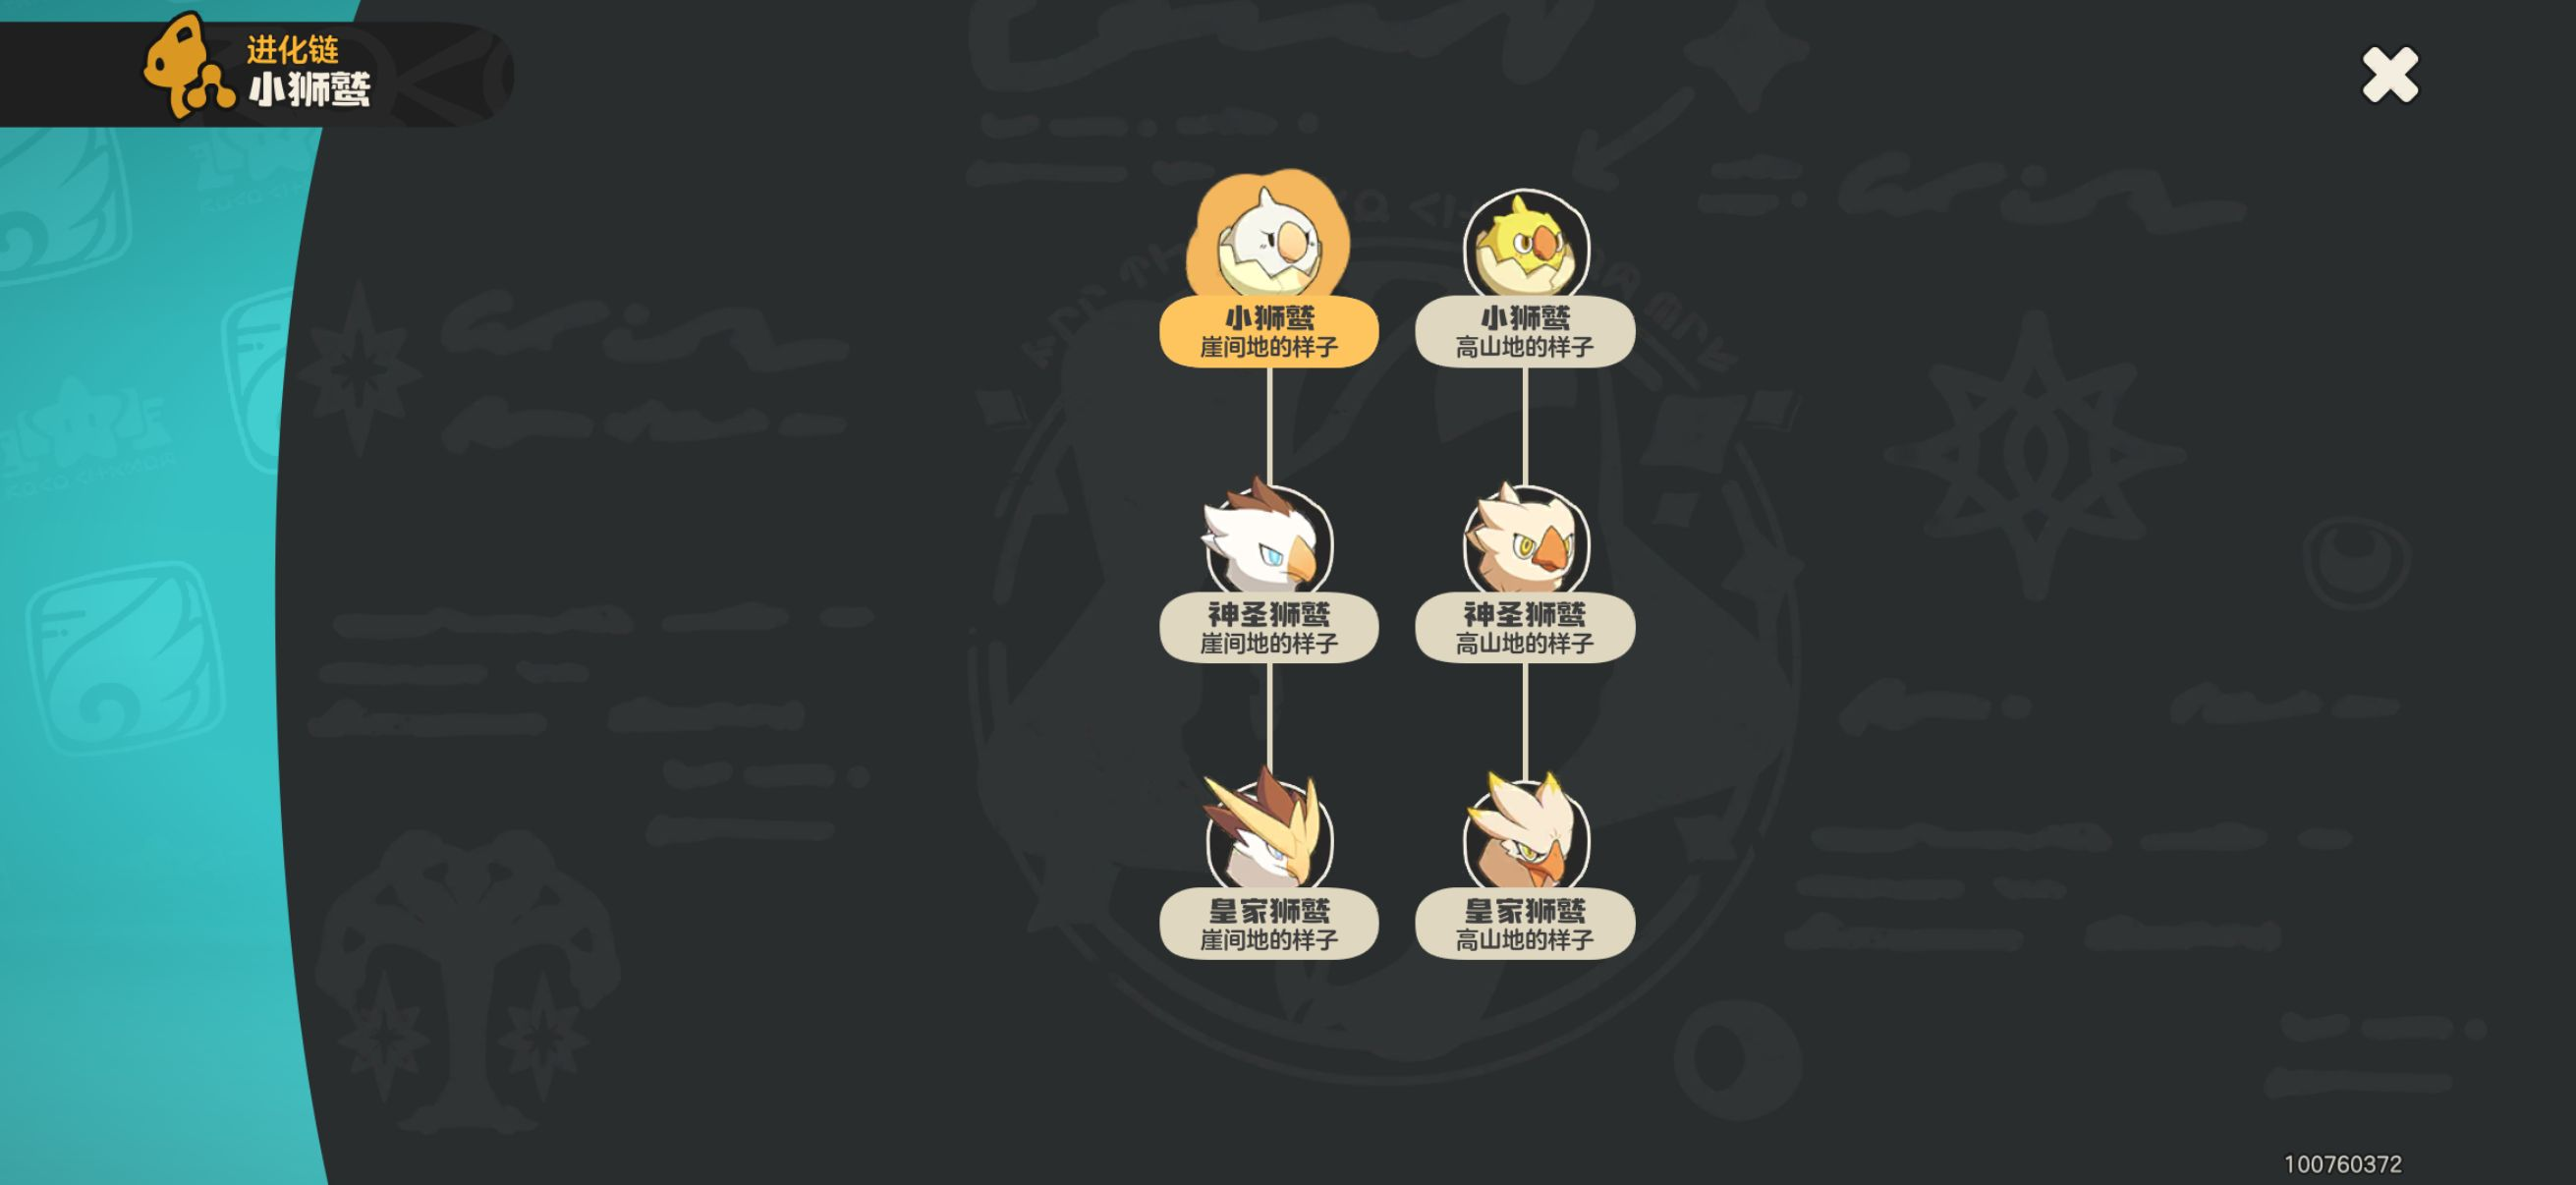 进化链
小狮鹫
小狮鹫
崖间地的样子
小狮鹫
高山地的样子
神圣狮鹫
崖间地的样子
神圣狮鹫
高山地的样子
皇家狮鹫
崖间地的样子
皇家狮鹫
高山地的样子
100760372